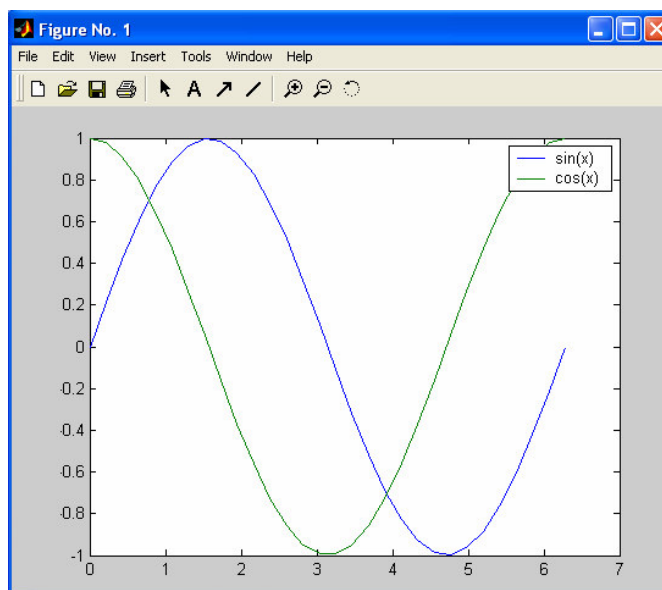 Figure No. 1
File Edit View Insert Tools Window Help
A
1
0.8
0.6
0.4
0.2
0
-0.2
-0.4
-0.6
-0.8
-1
0 1 2 3 4 5 6 7
sin(x)
cos(x)